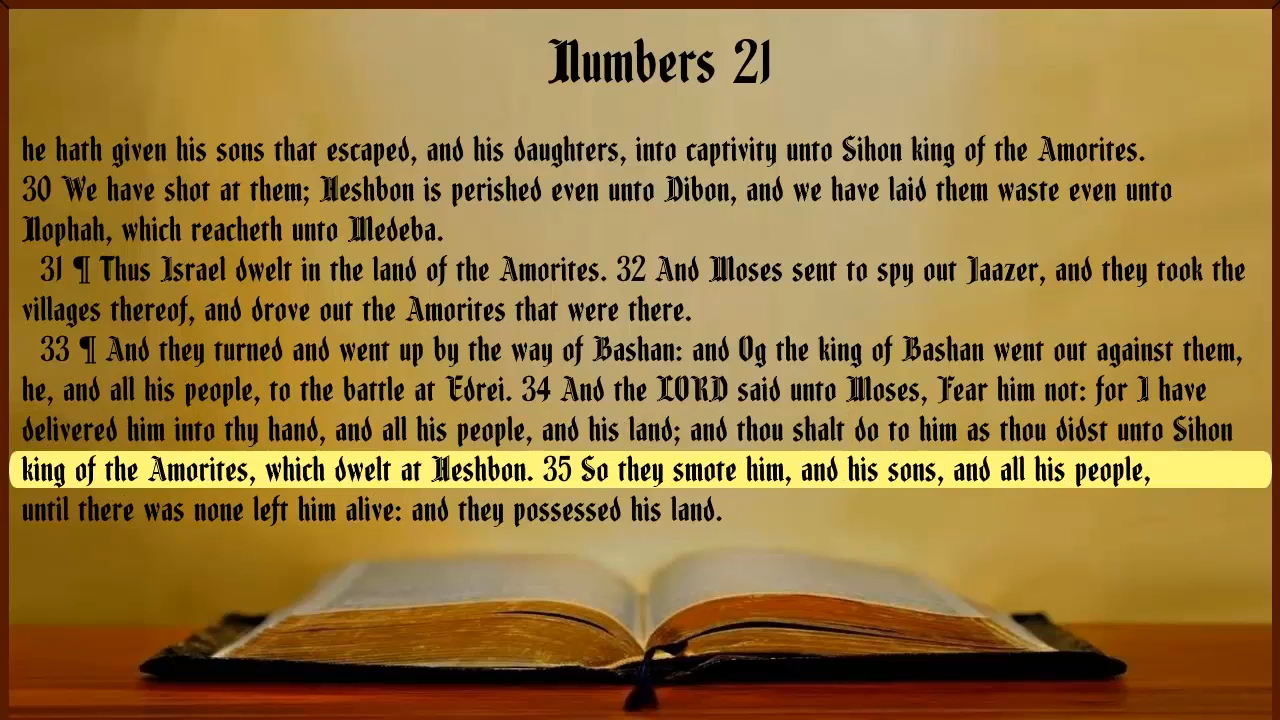 Numbers 21
he hath given his sons that escaped, and his daughters, into captivity unto Sihon king of the Amorites.
30 We have shot at them; Heshbon is perished even unto Dibon, and we have laid them waste even unto
Nophah, which reacheth unto Medeba.
31 ¶ Thus Israel dwelt in the land of the Amorites. 32 And Moses sent to spy out Jaazer, and they took the
villages thereof, and drove out the Amorites that were there.
33 ¶ And they turned and went up by the way of Bashan: and Og the king of Bashan went out against them,
he, and all his people, to the battle at Edrei. 34 And the LORD said unto Moses, Fear him not: for I have
delivered him into thy hand, and all his people, and his land; and thou shalt do to him as thou didst unto Sihon
king of the Amorites, which dwelt at Heshbon. 35 So they smote him, and his sons, and all his people,
until there was none left him alive: and they possessed his land.